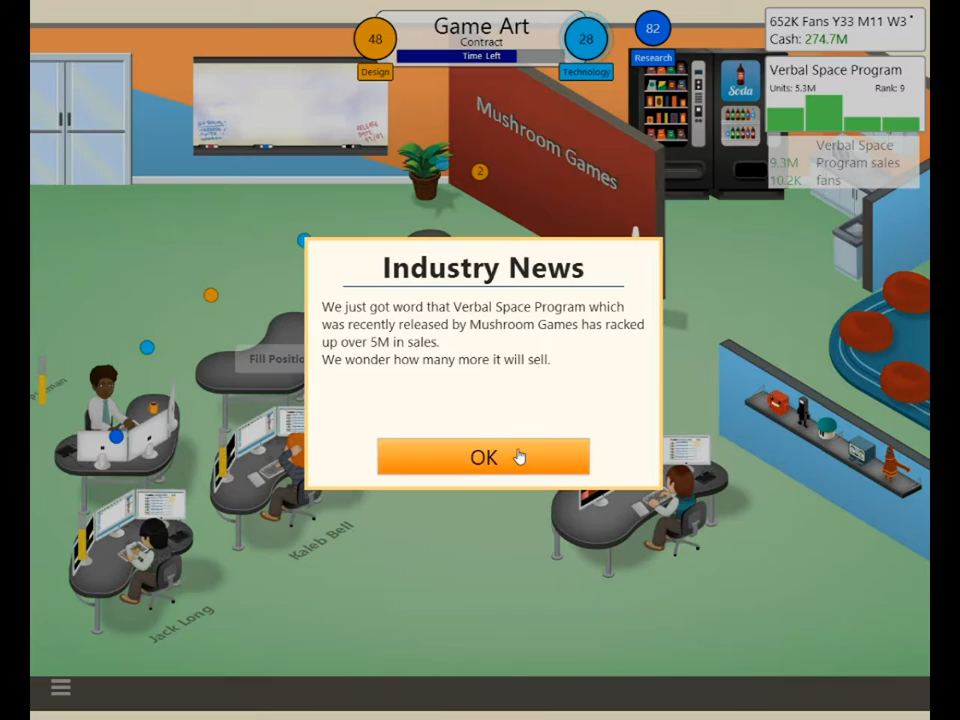 48
Design
Game Art
Contract
Time Left
28
Technology
82
Research
652K Fans Y33 M11 W3
Cash: 274.7M
Verbal Space Program
Units: 5.3M
Rank: 9
9.3M
Verbal Space
Program sales
10.2K
fans
Soda
RELEASE
Mushroom Games
2
Industry News
We just got word that Verbal Space Program which
was recently released by Mushroom Games has racked
up over 5M in sales.
We wonder how many more it will sell.
OK
Fill Positio
Kaleb Bell
Jack Long